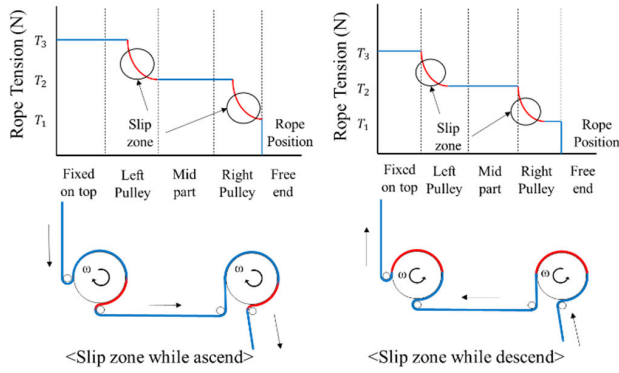 Rope Tension (N)
T3
T2
T1
Slip
zone
Rope
Position
Fixed
on top
Left
Pulley
Mid
part
Right
Pulley
Free
end
ω
ω
<Slip zone while ascend>
Rope Tension (N)
T3
T2
T1
Slip
zone
Rope
Position
Fixed
on top
Left
Pulley
Mid
part
Right
Pulley
Free
end
ω
ω
<Slip zone while descend>